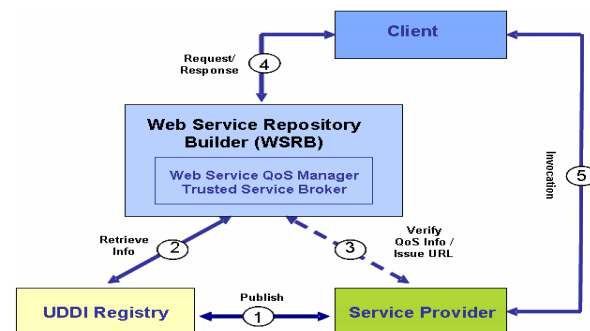 Client
Request/
Response
4
Web Service Repository
Builder (WSRB)
Web Service QoS Manager
Trusted Service Broker
Invocation
5
Retrieve
Info
2
3
Verify
QoS Info /
Issue URL
UDDI Registry
Publish
1
Service Provider